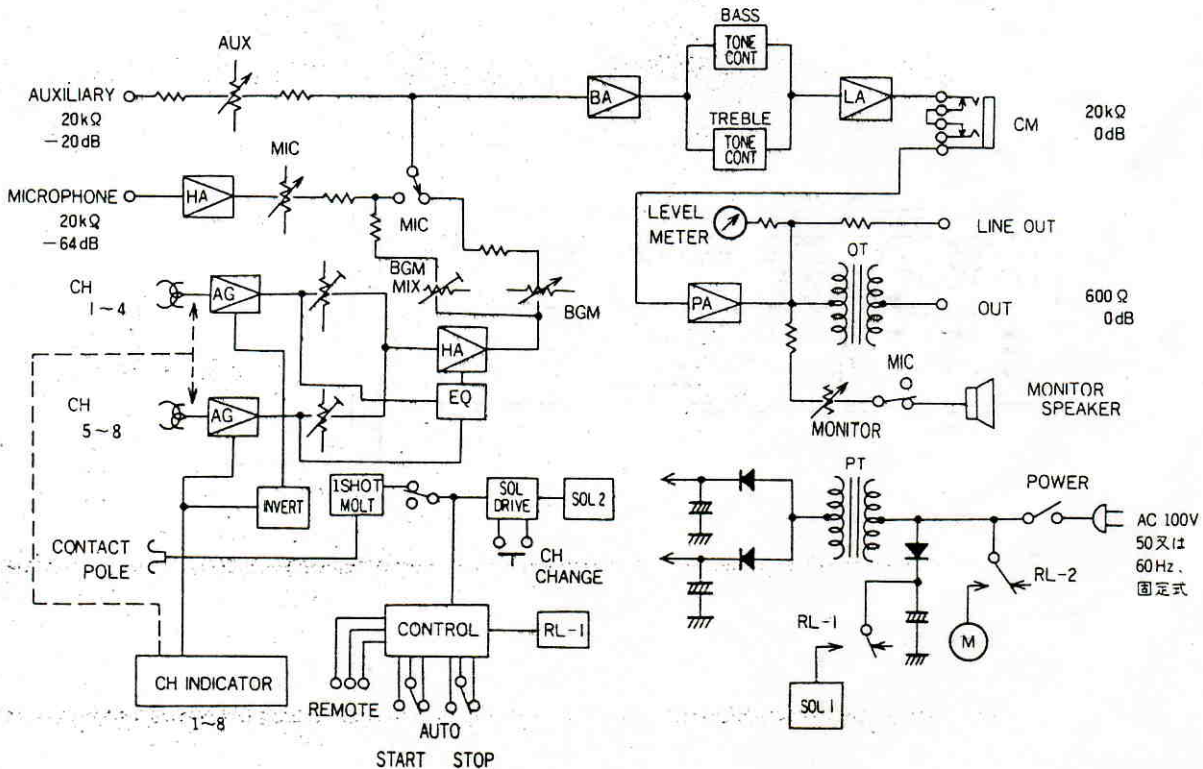 BASS
TONE
CONT
AUX
AUXILIARY
20kΩ
−20dB
BA
LA
CM
20kΩ
0dB
TREBLE
TONE
CONT
MIC
MICROPHONE
20kΩ
−64dB
HA
MIC
LEVEL
METER
LINE OUT
OT
CH
1~4
AG
BGM
MIX
BGM
PA
OUT
600Ω
0dB
HA
MIC
EQ
MONITOR
SPEAKER
CH
5~8
AG
MONITOR
INVERT
1SHOT
MOLT
SOL
DRIVE
SOL 2
PT
POWER
AC 100V
50又は
60Hz、
固定式
CONTACT
POLE
CH
CHANGE
RL-2
RL-1
M
CONTROL
RL-1
CH INDICATOR
1~8
REMOTE
AUTO
START
STOP
SOL 1